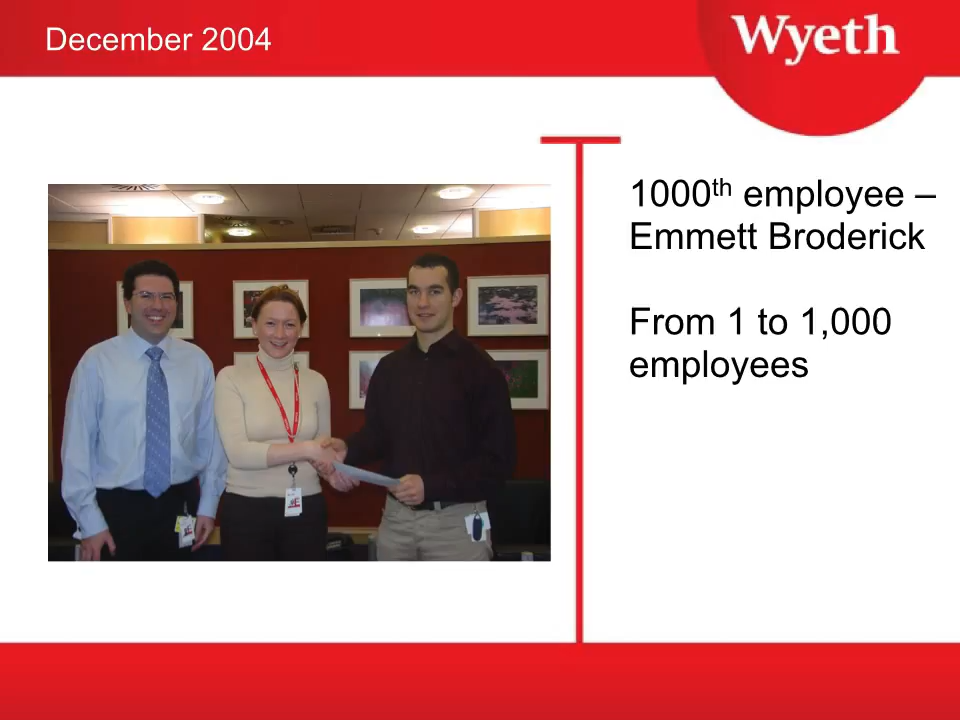 December 2004
Wyeth
1000th employee –
Emmett Broderick
From 1 to 1,000
employees